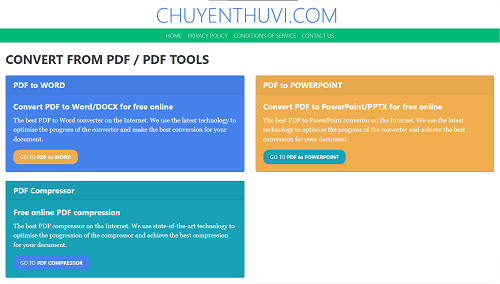 CHUYENTHUVI.COM
HOME PRIVACY POLICY CONDITIONS OF SERVICE CONTACT US
CONVERT FROM PDF / PDF TOOLS
PDF to WORD
Convert PDF to Word/DOCX for free online
The best PDF to Word converter on the Internet. We use the latest technology to
optimise the progress of the converter and make the best conversion for your
document.
GO TO PDF to WORD
PDF to POWERPOINT
Convert PDF to PowerPoint/PPTX for free online
The best PDF to PowerPoint converter on the Internet. We use the latest
technology to optimise the progress of the converter and achieve the best
conversion for your document.
GO TO PDF to POWERPOINT
PDF Compressor
Free online PDF compression
The best PDF compressor on the Internet. We use state-of-the-art technology to
optimise the progression of the compressor and achieve the best compression
for your document.
GO TO PDF COMPRESSOR